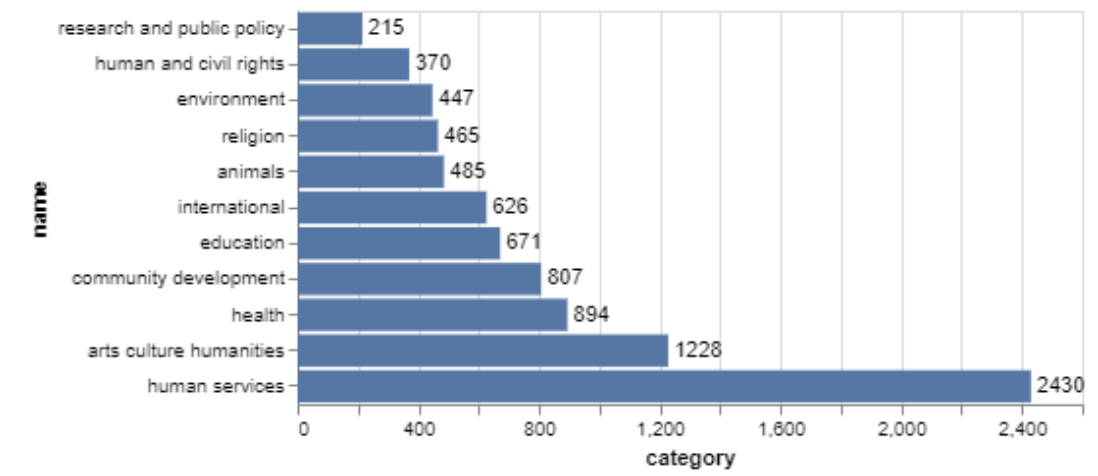 research and public policy 215
human and civil rights 370
environment 447
religion 465
animals 485
name
international 626
education 671
community development 807
health 894
arts culture humanities 1228
human services 2430
0 400 800 1,200 1,600 2,000 2,400
category